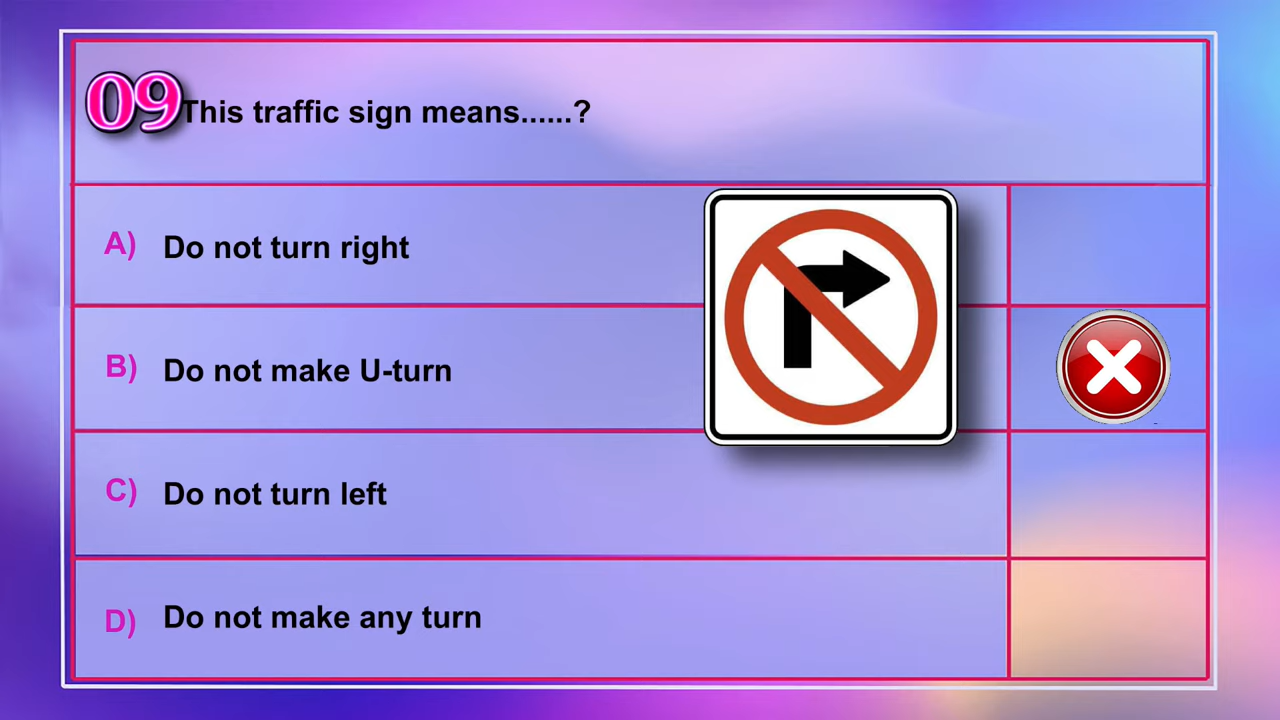 09 This traffic sign means......?
A) Do not turn right
B) Do not make U-turn
C) Do not turn left
D) Do not make any turn